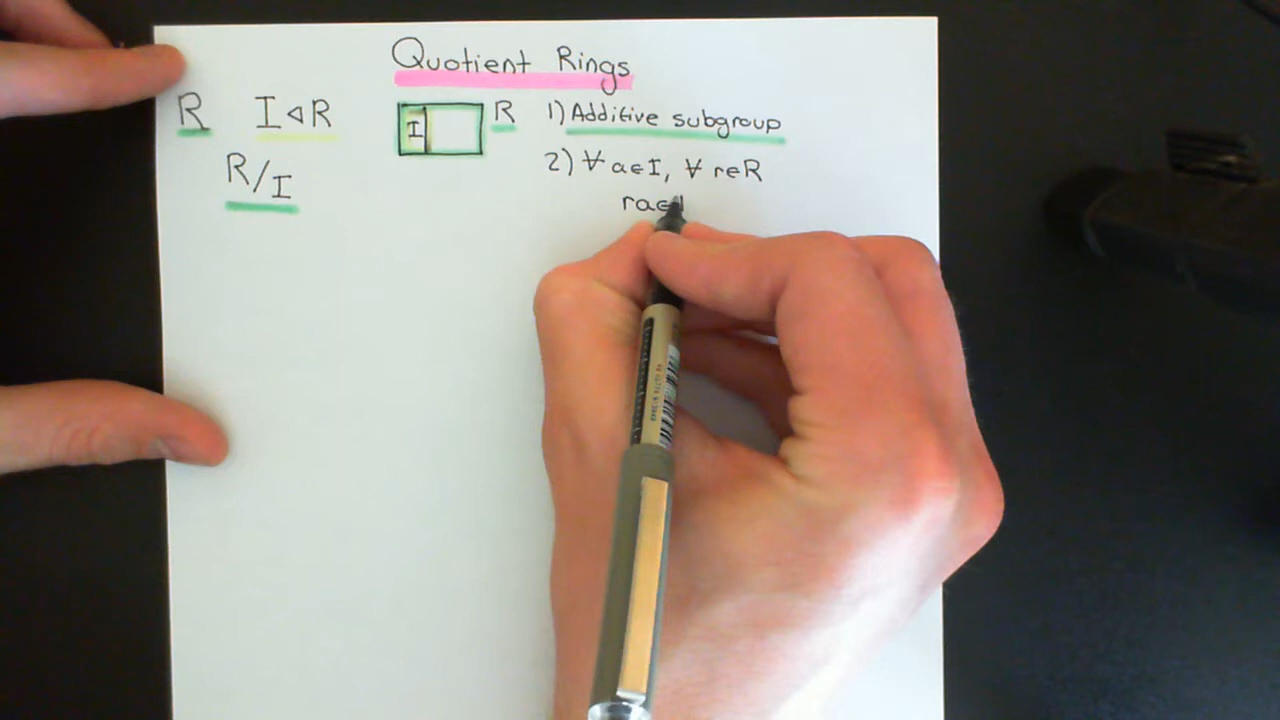 Quotient Rings
R I ◁ R I R 1) Additive subgroup
R/I 2) ∀ a∈I, ∀ r∈R
ra∈I